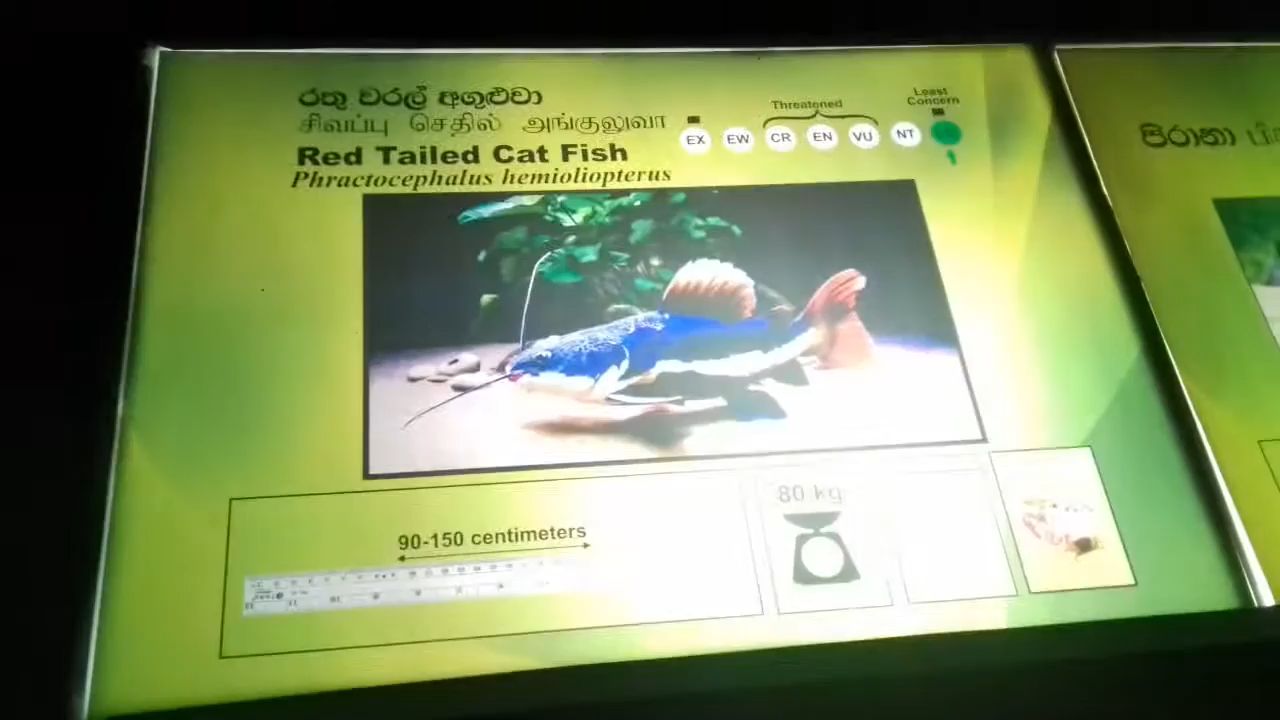 රතු වරල් අගුළුවා
சிவப்பு செதில் அங்குலுவா
Red Tailed Cat Fish
Phractocephalus hemioliopterus
Threatened
Least
Concern
EX EW CR EN VU NT
90-150 centimeters
80 kg
පිරානා